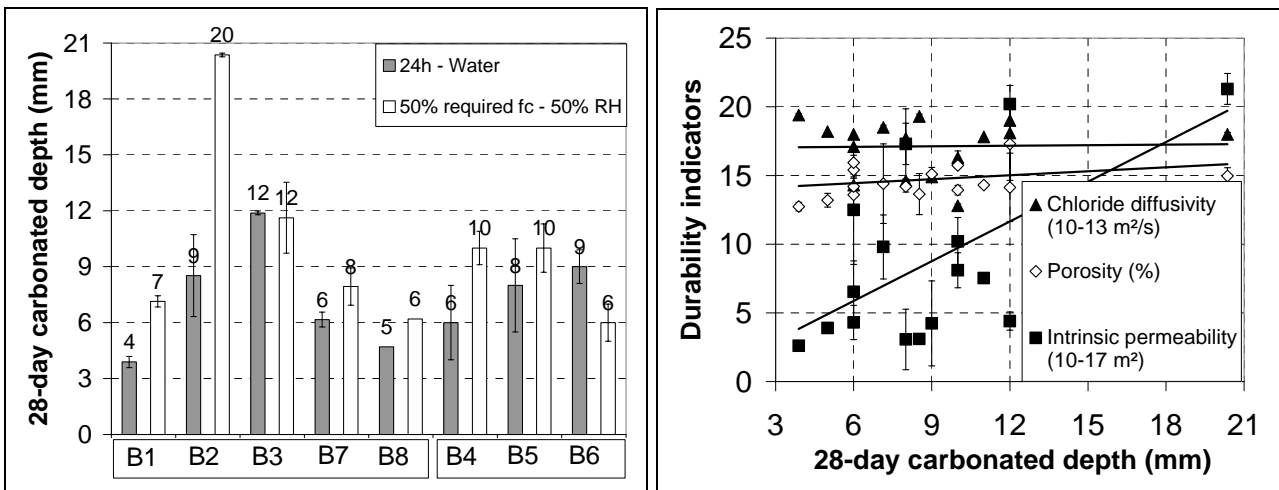 28-day carbonated depth (mm)
21
18
15
12
9
6
3
0
24h - Water
50% required fc - 50% RH
4
7
9
20
12
12
6
8
5
6
6
10
8
10
9
6
B1 B2 B3 B7 B8 B4 B5 B6
Durability indicators
25
20
15
10
5
0
Chloride diffusivity
(10-13 m²/s)
Porosity (%)
Intrinsic permeability
(10-17 m²)
3 6 9 12 15 18 21
28-day carbonated depth (mm)